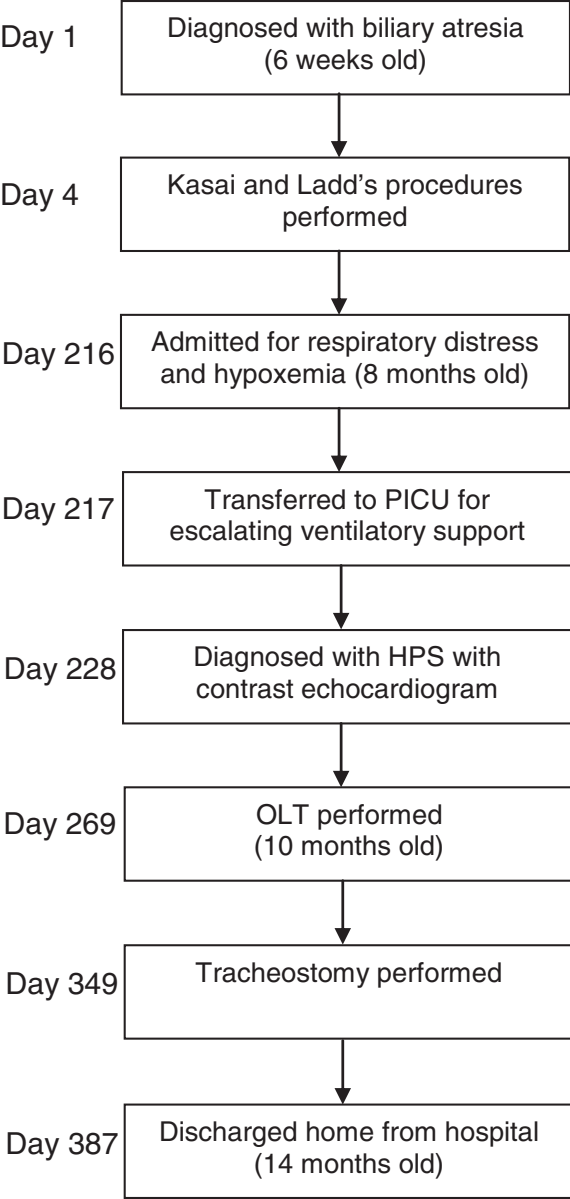 Day 1
Diagnosed with biliary atresia
(6 weeks old)
Day 4
Kasai and Ladd's procedures
performed
Day 216
Admitted for respiratory distress
and hypoxemia (8 months old)
Day 217
Transferred to PICU for
escalating ventilatory support
Day 228
Diagnosed with HPS with
contrast echocardiogram
Day 269
OLT performed
(10 months old)
Day 349
Tracheostomy performed
Day 387
Discharged home from hospital
(14 months old)